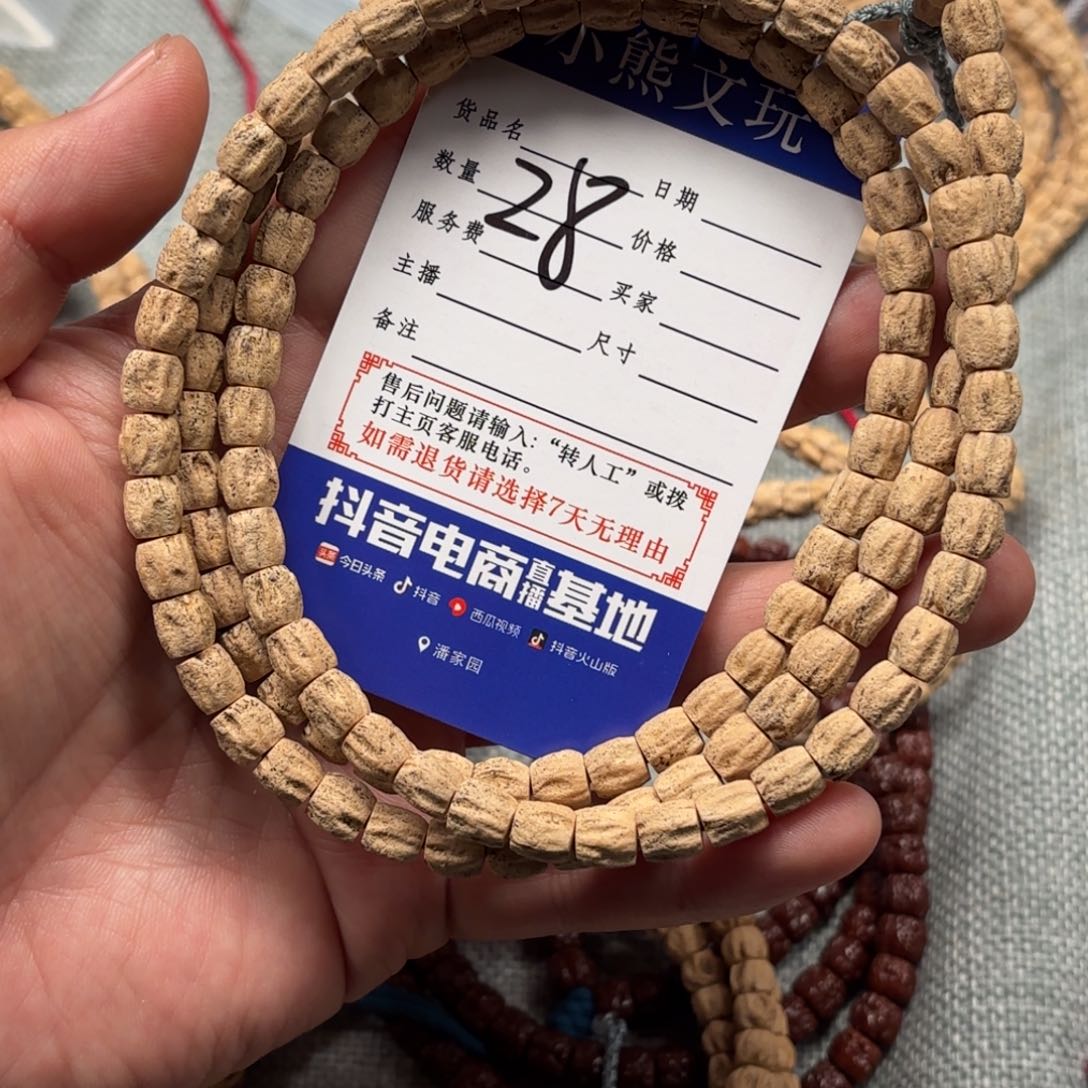 小熊文玩
货品名 日期
数量 28 价格
服务费 买家
主播 尺寸
备注
售后问题请输入:“转人工”或拨
打主页客服电话。
如需退货请选择7天无理由
抖音电商直播基地
今日头条 抖音 西瓜视频 抖音火山版
潘家园